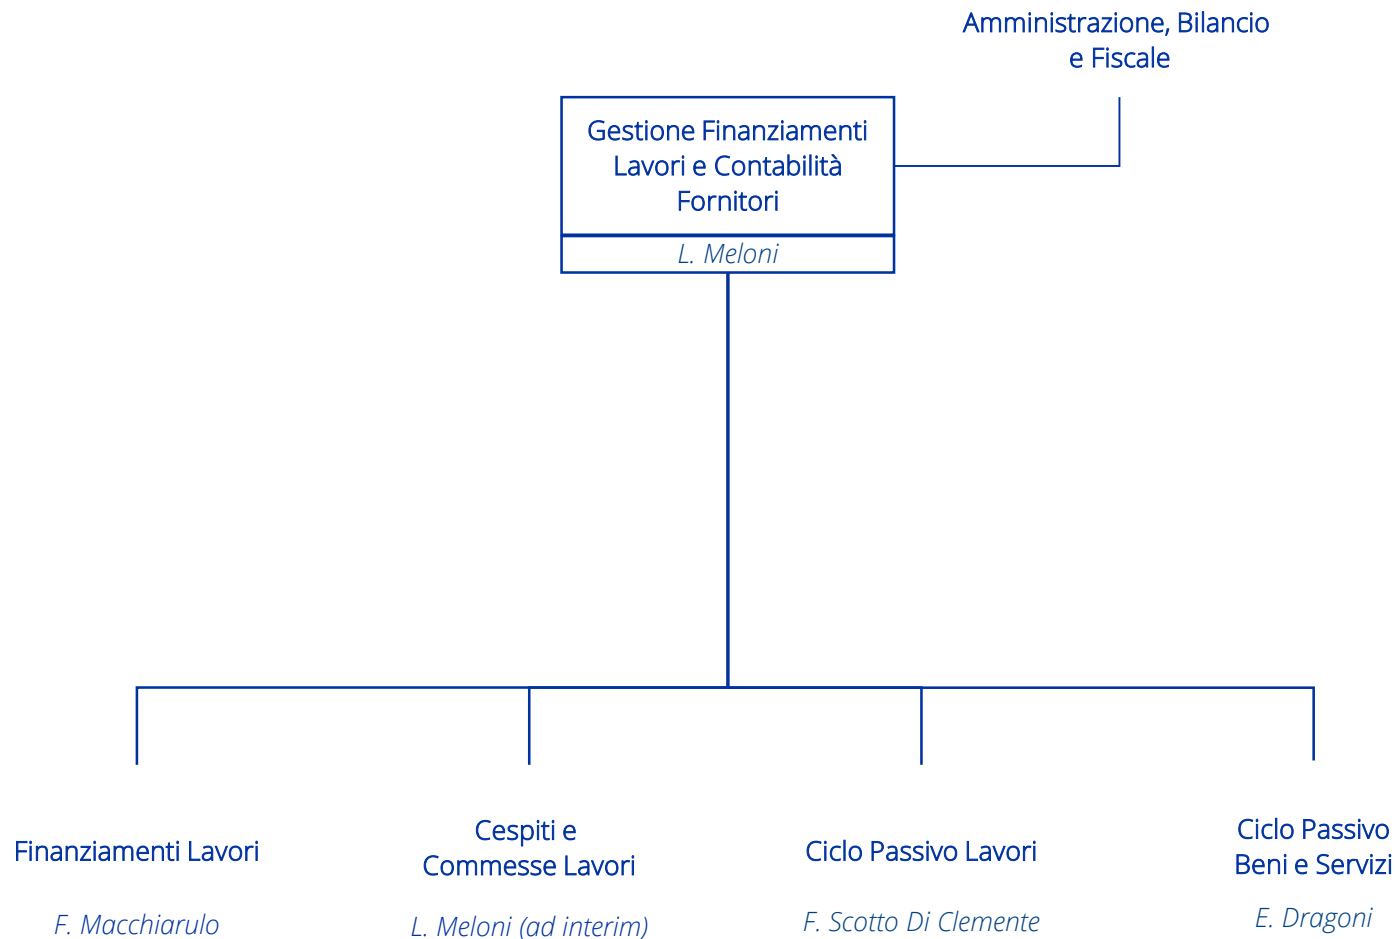 Amministrazione, Bilancio
e Fiscale
Gestione Finanziamenti
Lavori e Contabilità
Fornitori
L. Meloni
Finanziamenti Lavori
F. Macchiarulo
Cespiti e
Commesse Lavori
L. Meloni (ad interim)
Ciclo Passivo Lavori
F. Scotto Di Clemente
Ciclo Passivo
Beni e Servizi
E. Dragoni